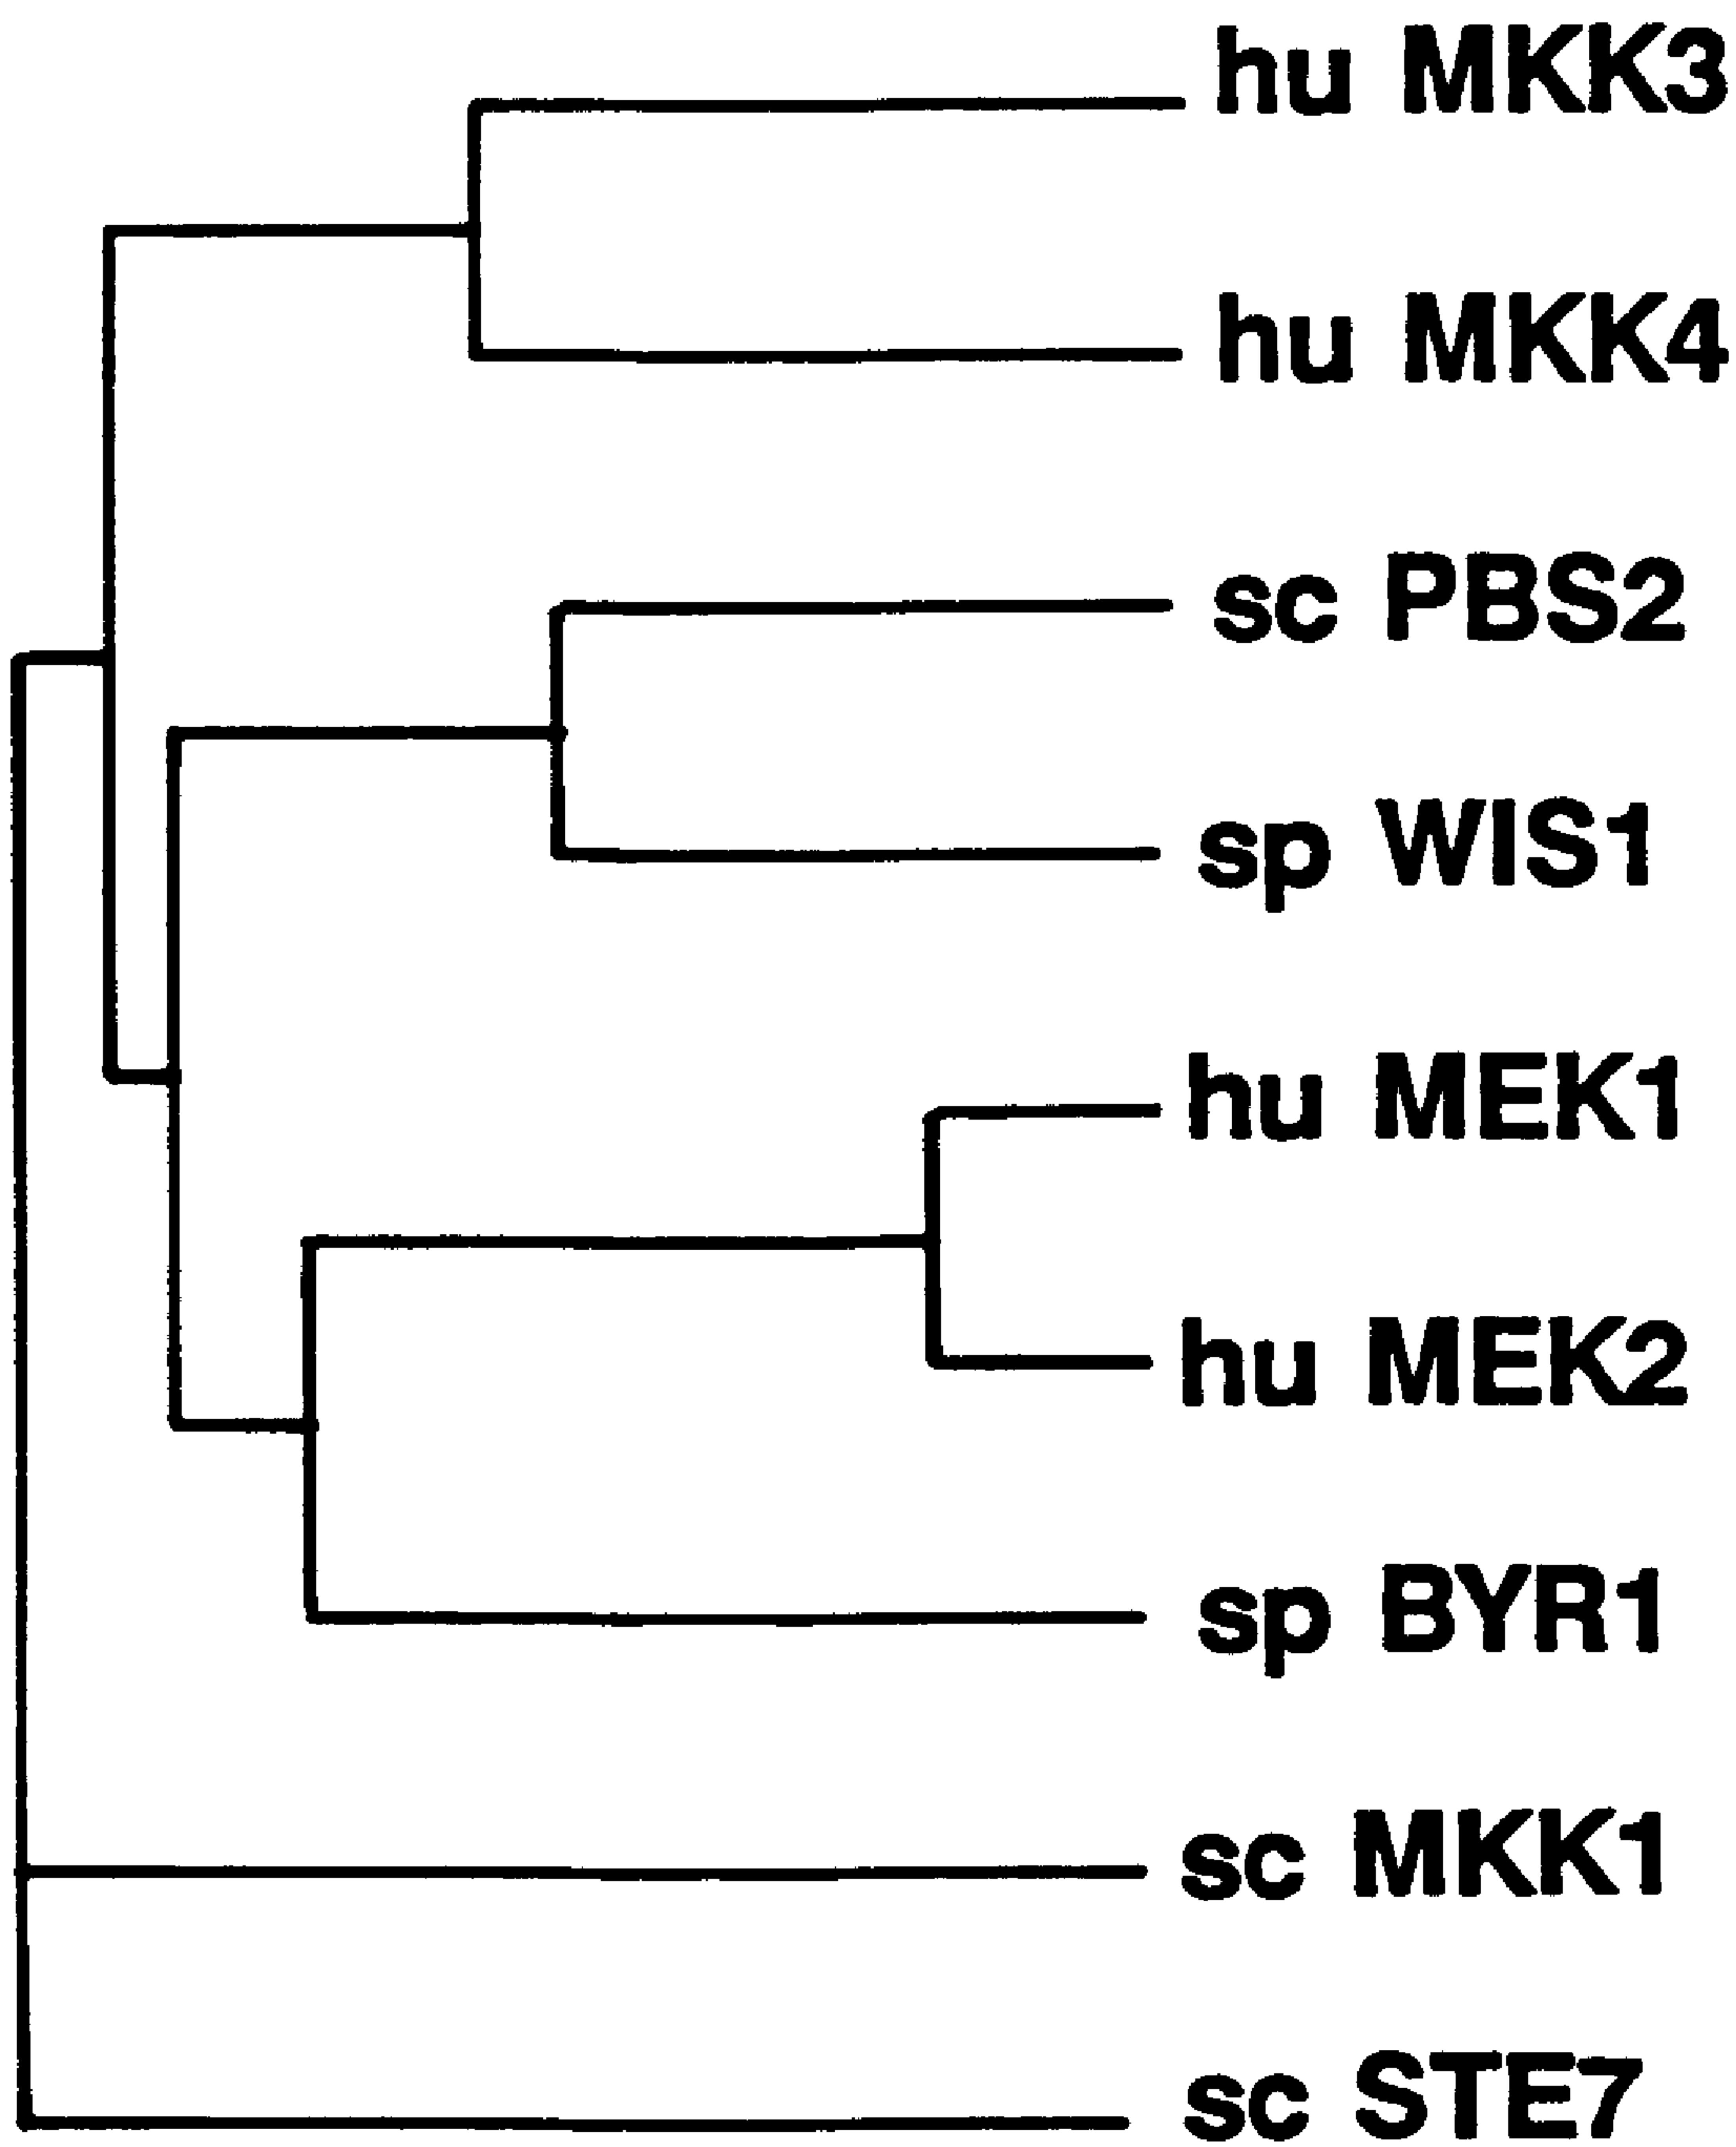 hu MKK3
hu MKK4
sc PBS2
sp WIS1
hu MEK1
hu MEK2
sp BYR1
sc MKK1
sc STE7